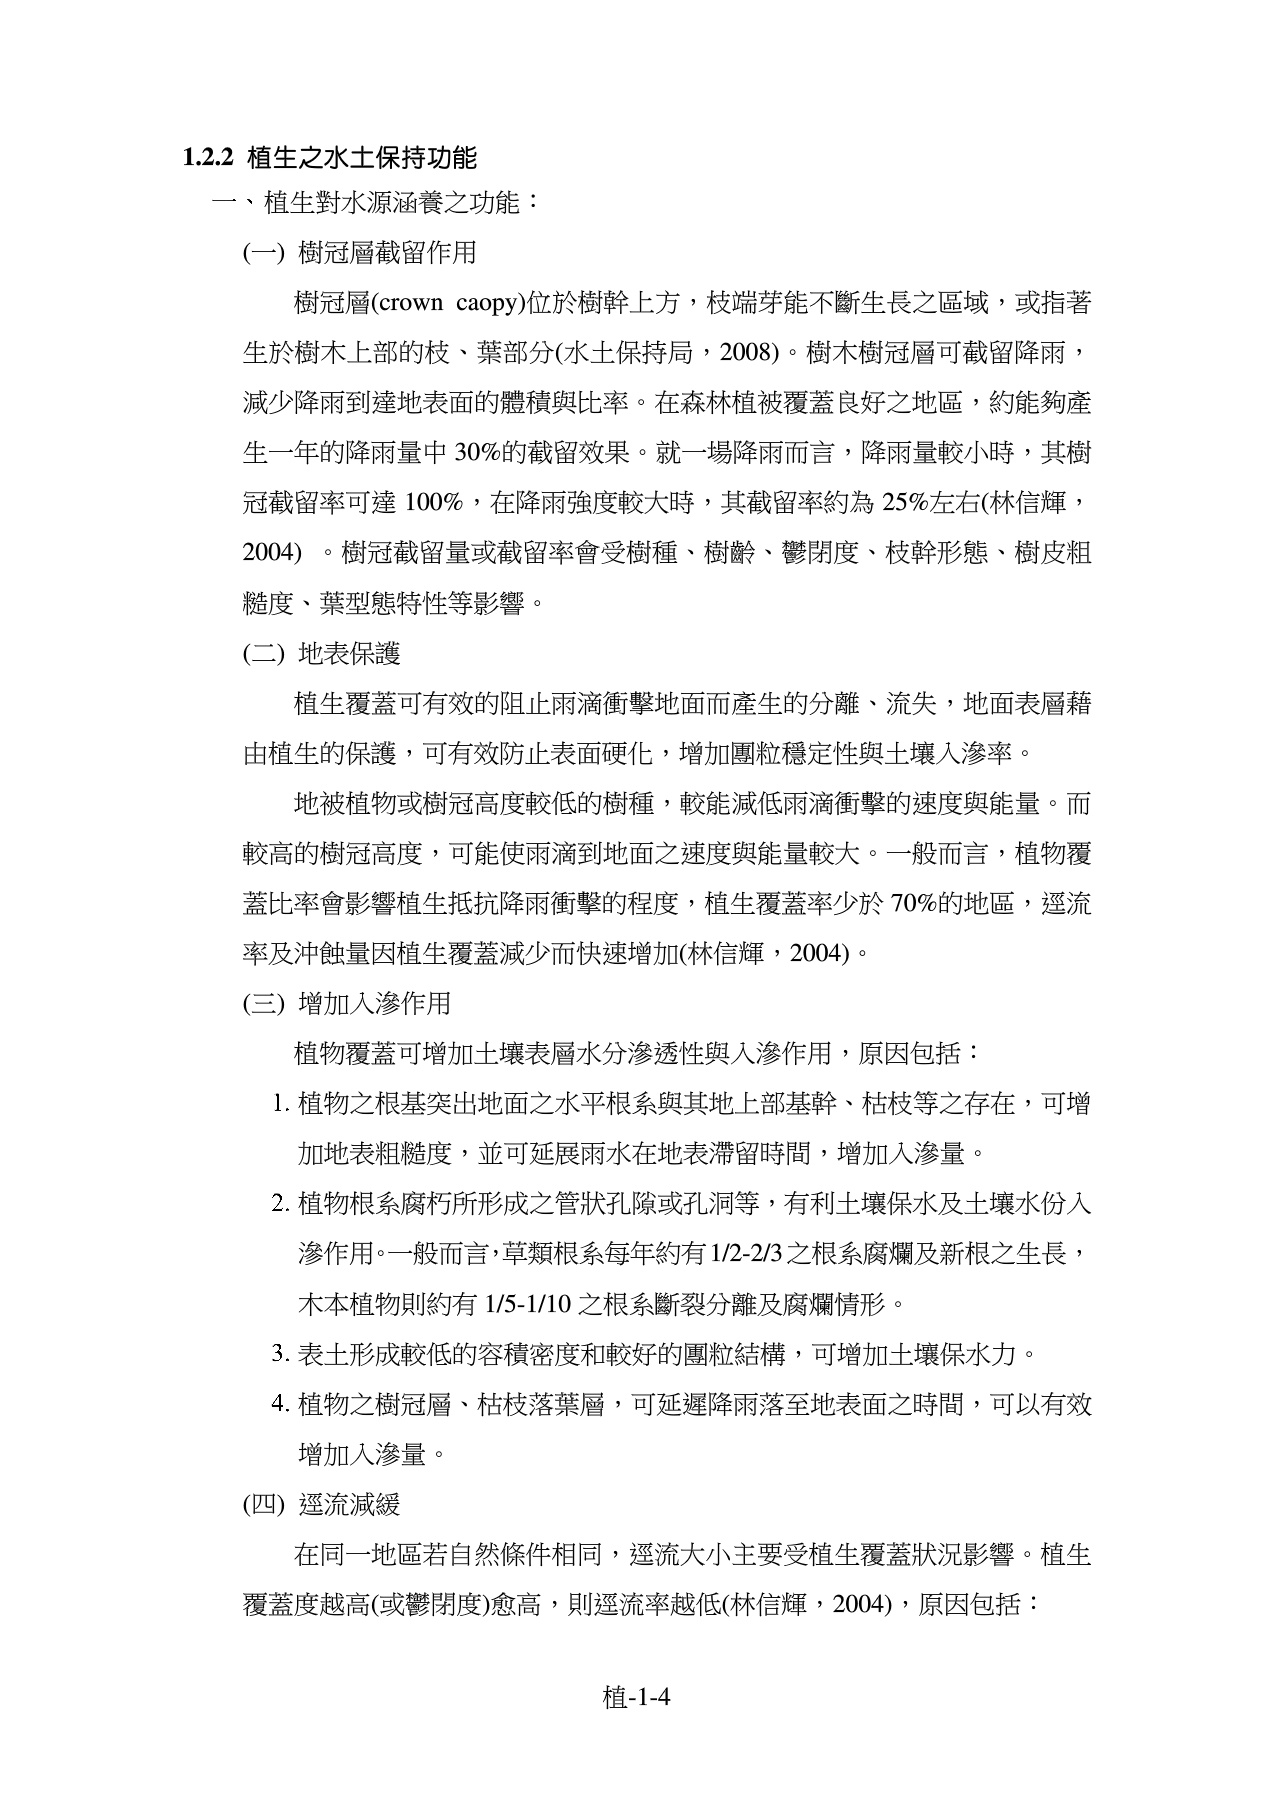 1.2.2 植生之水土保持功能
一、植生對水源涵養之功能：
(一) 樹冠層截留作用
樹冠層(crown caopy)位於樹幹上方，枝端芽能不斷生長之區域，或指著
生於樹木上部的枝、葉部分(水土保持局，2008)。樹木樹冠層可截留降雨，
減少降雨到達地表面的體積與比率。在森林植被覆蓋良好之地區，約能夠產
生一年的降雨量中 30%的截留效果。就一場降雨而言，降雨量較小時，其樹
冠截留率可達 100%，在降雨強度較大時，其截留率約為 25%左右(林信輝，
2004) 。樹冠截留量或截留率會受樹種、樹齡、鬱閉度、枝幹形態、樹皮粗
糙度、葉型態特性等影響。
(二) 地表保護
植生覆蓋可有效的阻止雨滴衝擊地面而產生的分離、流失，地面表層藉
由植生的保護，可有效防止表面硬化，增加團粒穩定性與土壤入滲率。
地被植物或樹冠高度較低的樹種，較能減低雨滴衝擊的速度與能量。而
較高的樹冠高度，可能使雨滴到地面之速度與能量較大。一般而言，植物覆
蓋比率會影響植生抵抗降雨衝擊的程度，植生覆蓋率少於 70%的地區，逕流
率及沖蝕量因植生覆蓋減少而快速增加(林信輝，2004)。
(三) 增加入滲作用
植物覆蓋可增加土壤表層水分滲透性與入滲作用，原因包括：
1. 植物之根基突出地面之水平根系與其地上部基幹、枯枝等之存在，可增
加地表粗糙度，並可延展雨水在地表滯留時間，增加入滲量。
2. 植物根系腐朽所形成之管狀孔隙或孔洞等，有利土壤保水及土壤水份入
滲作用。一般而言，草類根系每年約有 1/2-2/3 之根系腐爛及新根之生長，
木本植物則約有 1/5-1/10 之根系斷裂分離及腐爛情形。
3. 表土形成較低的容積密度和較好的團粒結構，可增加土壤保水力。
4. 植物之樹冠層、枯枝落葉層，可延遲降雨落至地表面之時間，可以有效
增加入滲量。
(四) 逕流減緩
在同一地區若自然條件相同，逕流大小主要受植生覆蓋狀況影響。植生
覆蓋度越高(或鬱閉度)愈高，則逕流率越低(林信輝，2004)，原因包括：
植-1-4